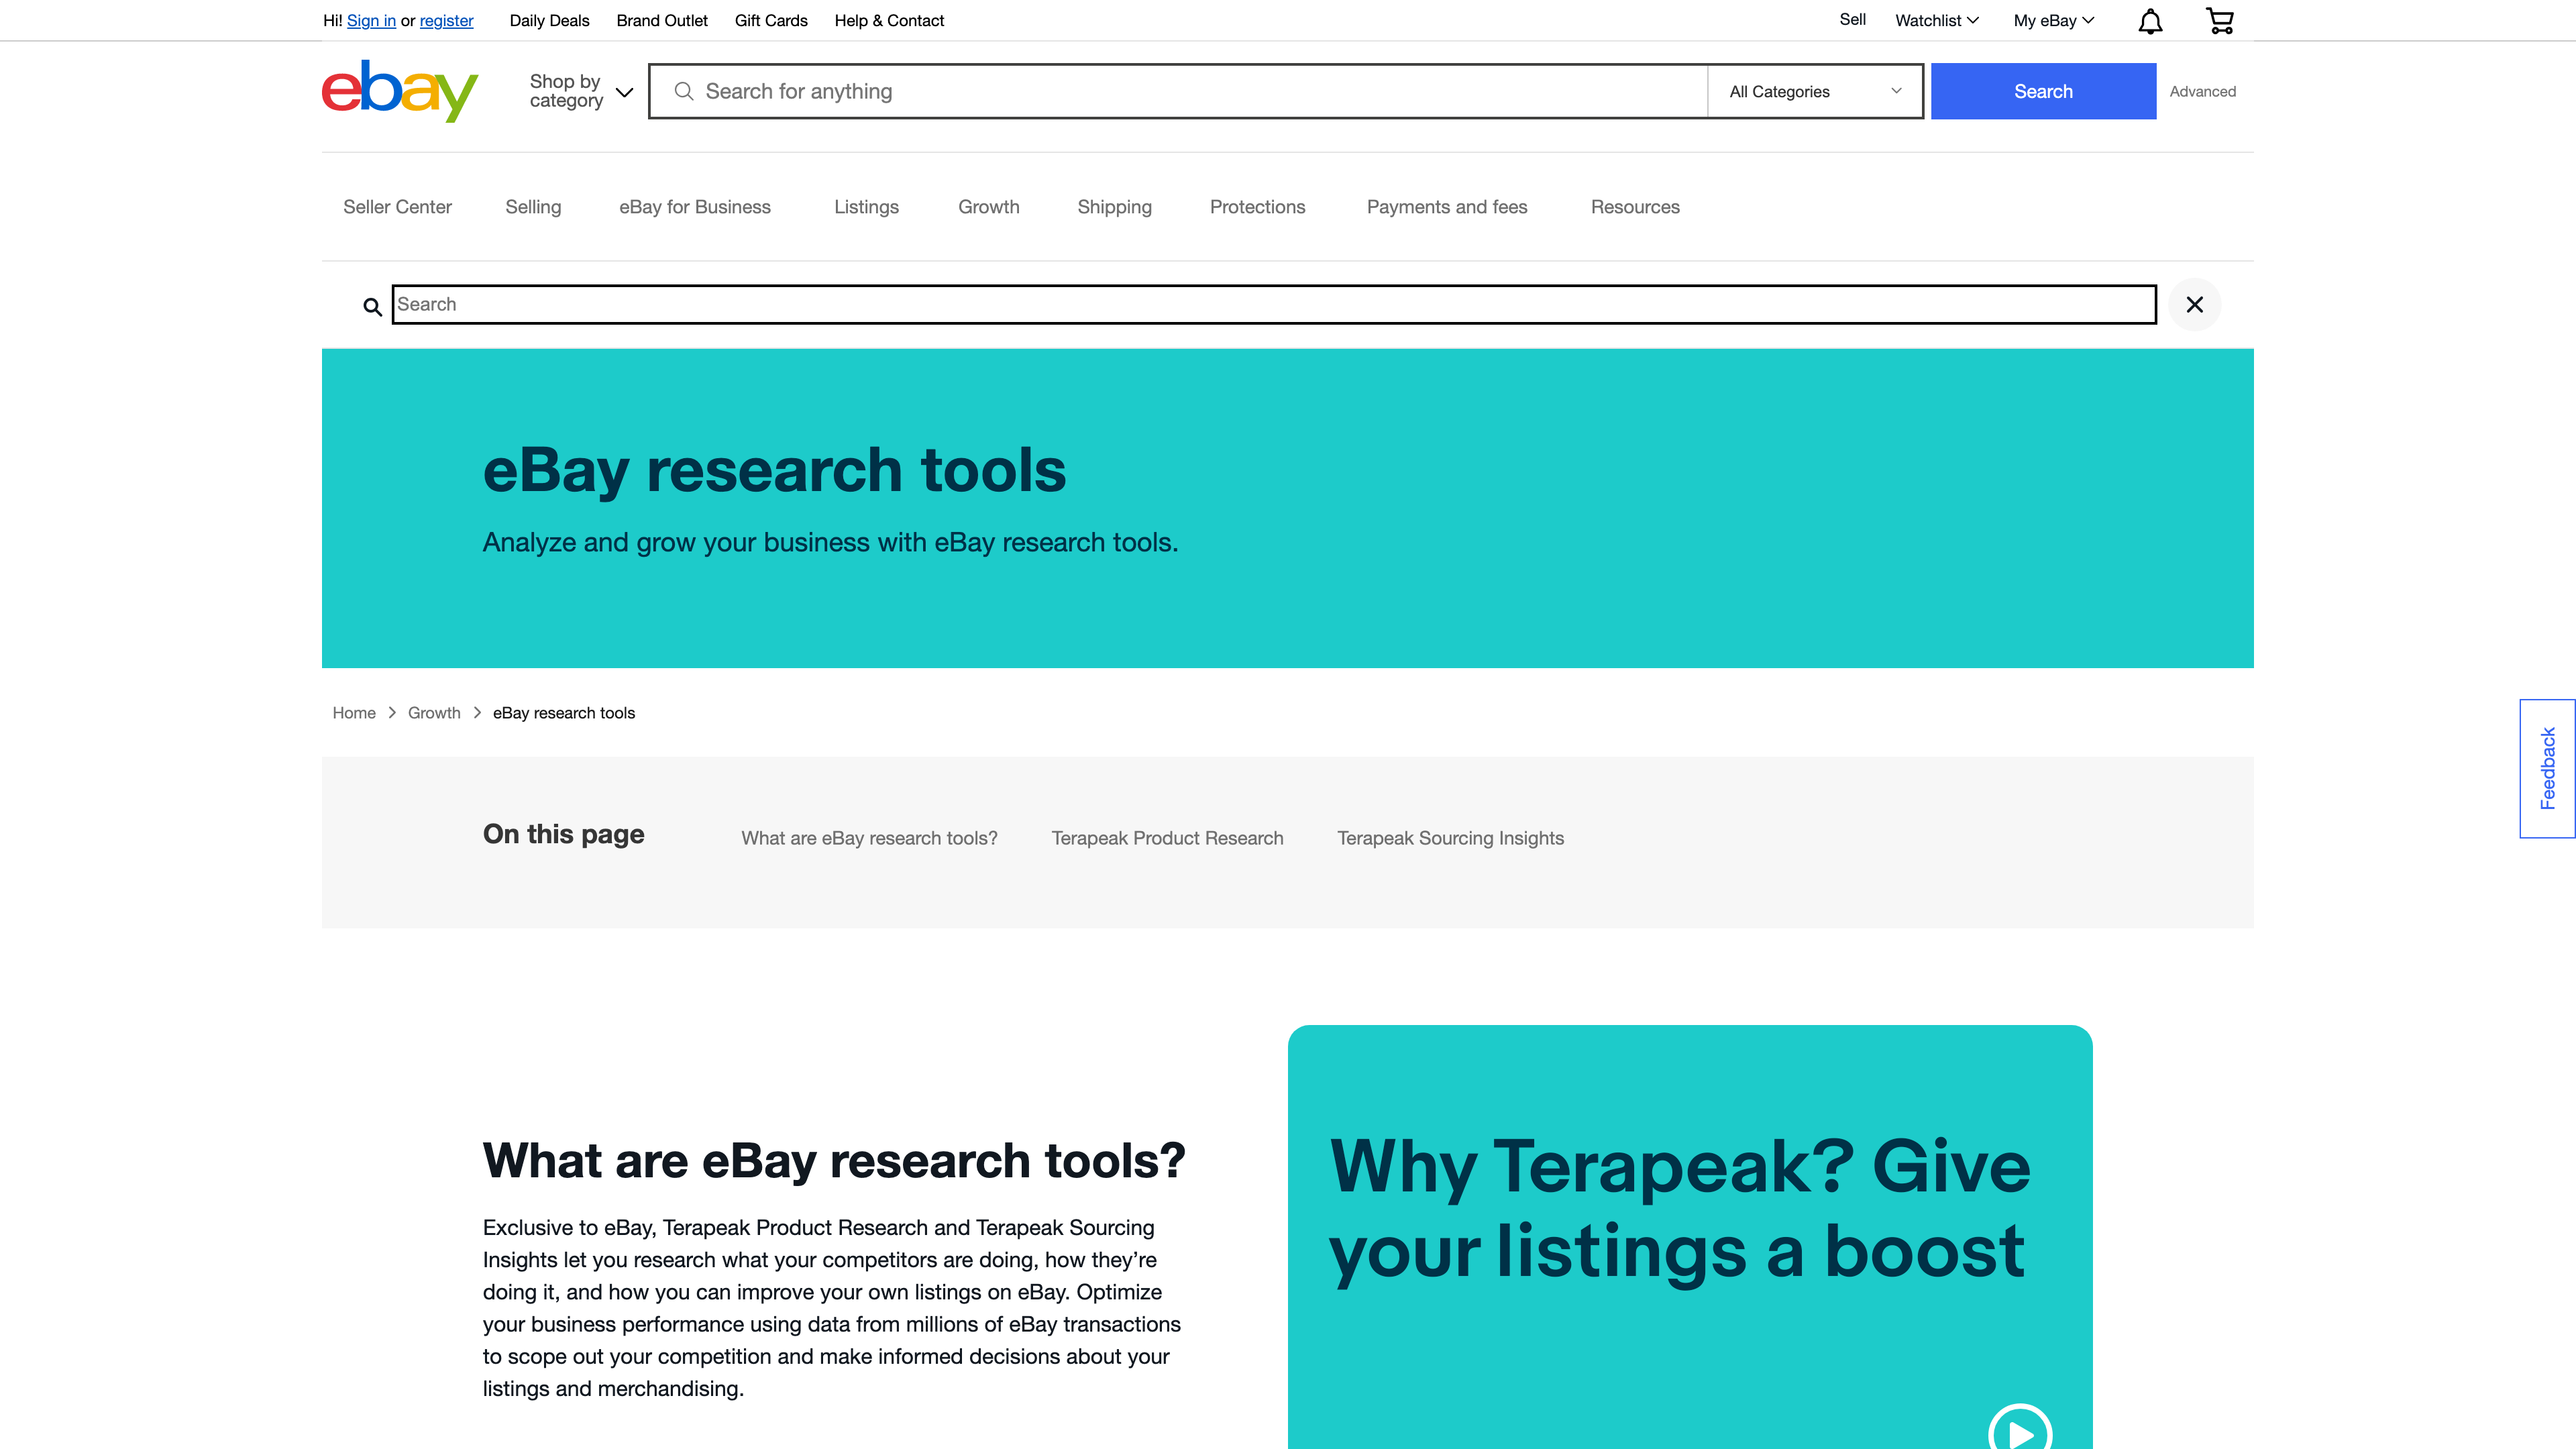 Hi! Sign in or register Daily Deals Brand Outlet Gift Cards Help & Contact Sell Watchlist My eBay
ebay
Shop by
category
Search for anything
All Categories
Search
Advanced
Seller Center Selling eBay for Business Listings Growth Shipping Protections Payments and fees Resources
Search
eBay research tools
Analyze and grow your business with eBay research tools.
Home Growth eBay research tools
Feedback
On this page What are eBay research tools? Terapeak Product Research Terapeak Sourcing Insights
What are eBay research tools?
Exclusive to eBay, Terapeak Product Research and Terapeak Sourcing
Insights let you research what your competitors are doing, how they’re
doing it, and how you can improve your own listings on eBay. Optimize
your business performance using data from millions of eBay transactions
to scope out your competition and make informed decisions about your
listings and merchandising.
Why Terapeak? Give
your listings a boost